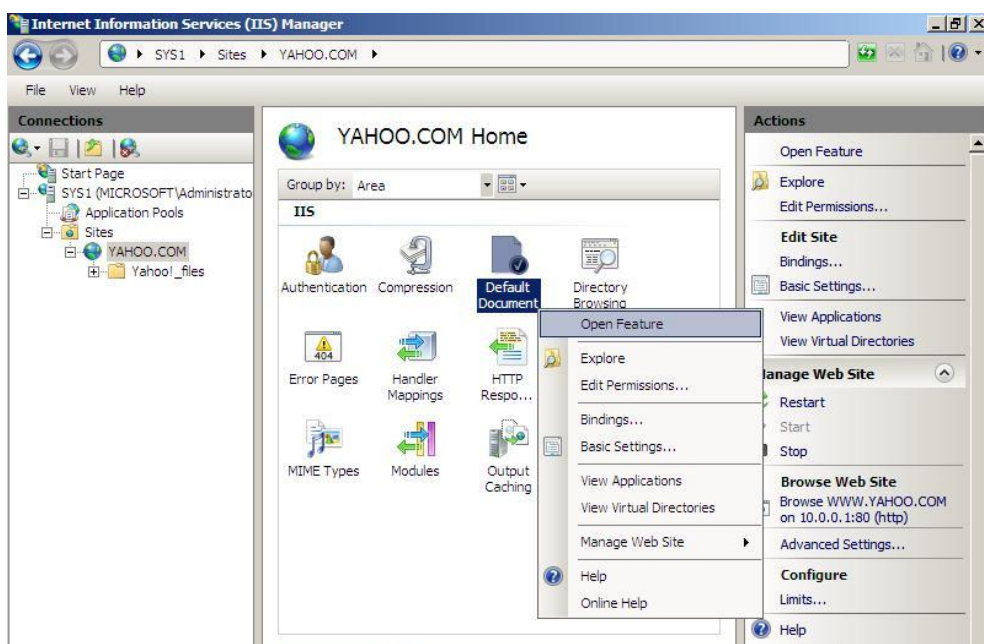 Internet Information Services (IIS) Manager
SYS1 Sites YAHOO.COM
File View Help
Connections
Start Page
SYS1 (MICROSOFT\Administrato
Application Pools
Sites
YAHOO.COM
Yahoo!_files
YAHOO.COM Home
Group by: Area
IIS
Authentication
Compression
Default
Document
Directory
Browsing
Error Pages
Handler
Mappings
HTTP
Respo...
MIME Types
Modules
Output
Caching
404
Open Feature
Explore
Edit Permissions...
Bindings...
Basic Settings...
View Applications
View Virtual Directories
Manage Web Site
Help
Online Help
Actions
Open Feature
Explore
Edit Permissions...
Edit Site
Bindings...
Basic Settings...
View Applications
View Virtual Directories
anage Web Site
Restart
Start
Stop
Browse Web Site
Browse WWW.YAHOO.COM
on 10.0.0.1:80 (http)
Advanced Settings...
Configure
Limits...
Help